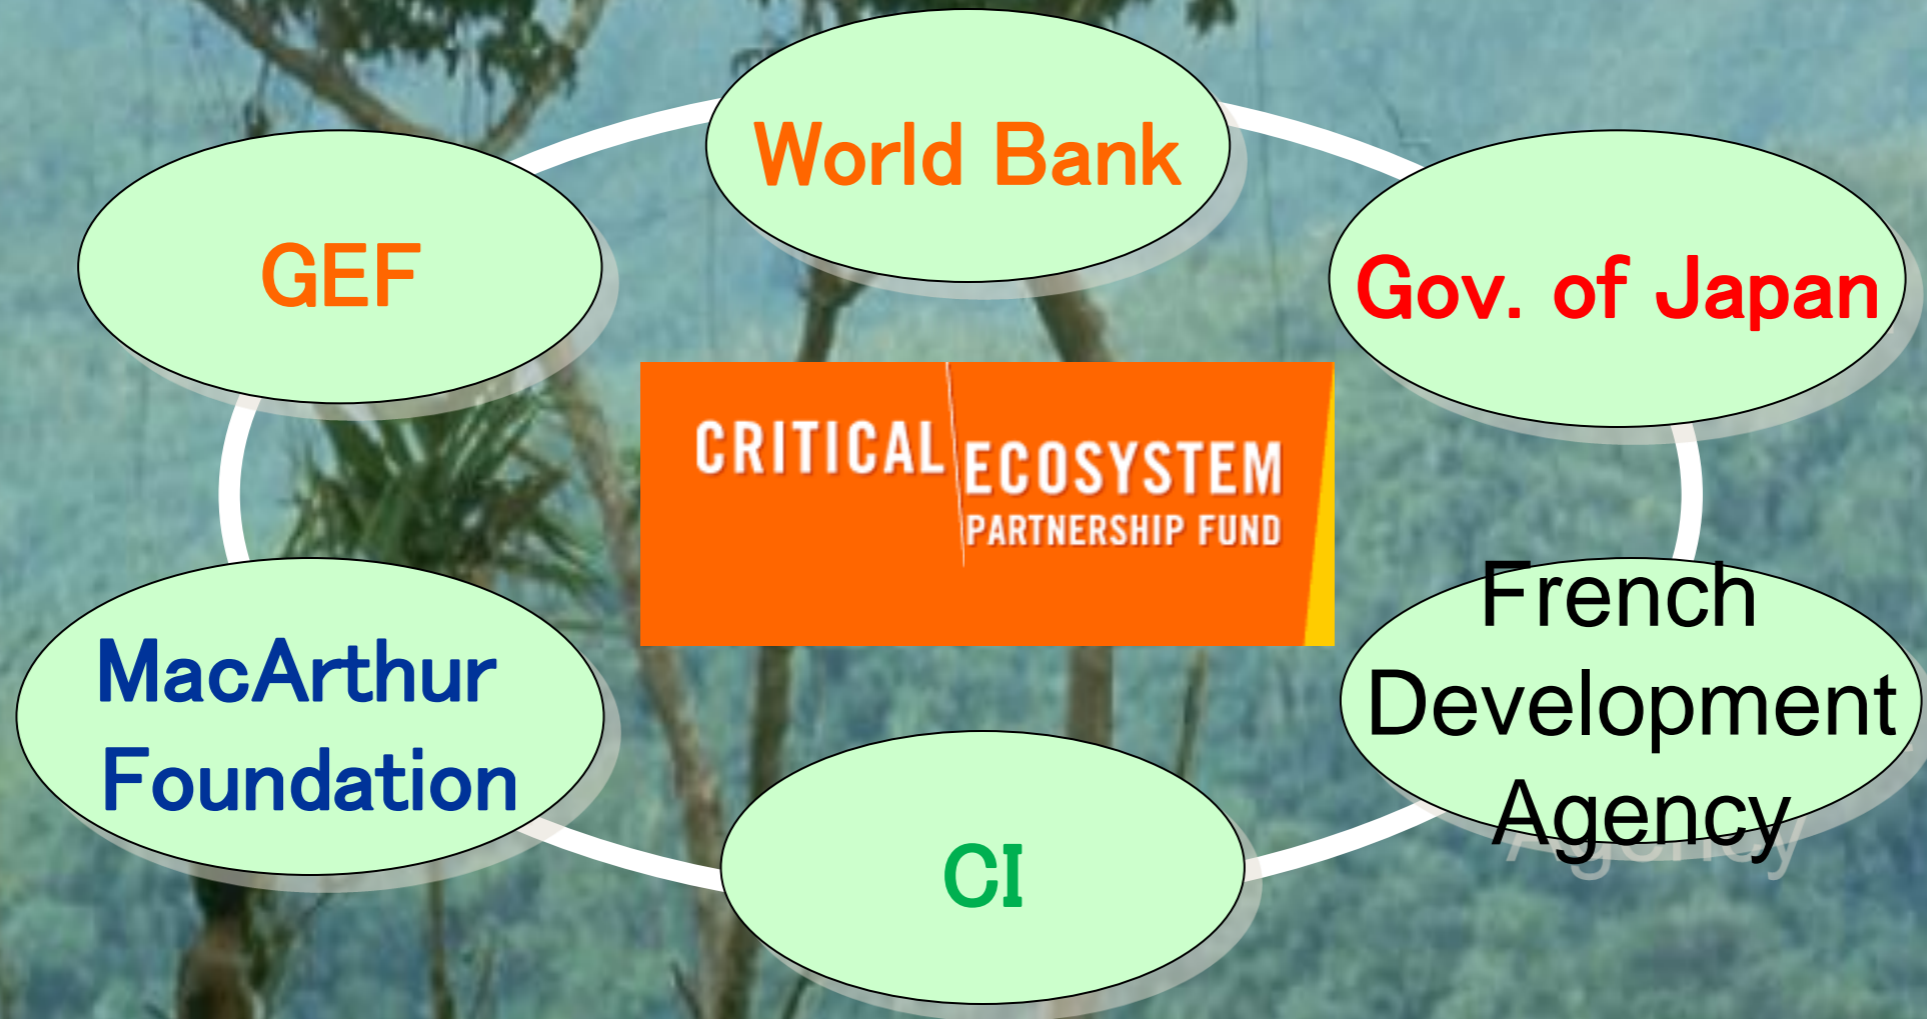 World Bank
GEF
Gov. of Japan
CRITICAL ECOSYSTEM
PARTNERSHIP FUND
French
Development
Agency
MacArthur
Foundation
CI